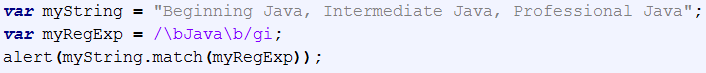 var myString = "Beginning Java, Intermediate Java, Professional Java";
var myRegExp = /\bJava\b/gi;
alert(myString.match(myRegExp));